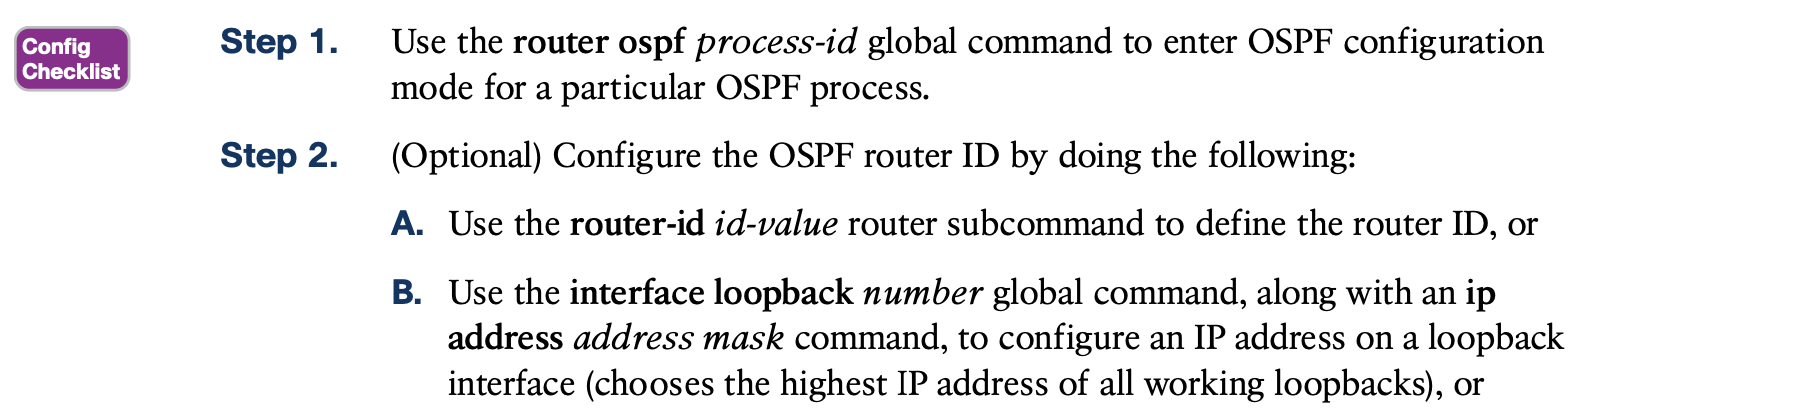 Config
Checklist
Step 1. Use the router ospf process-id global command to enter OSPF configuration
mode for a particular OSPF process.
Step 2. (Optional) Configure the OSPF router ID by doing the following:
A. Use the router-id id-value router subcommand to define the router ID, or
B. Use the interface loopback number global command, along with an ip
address address mask command, to configure an IP address on a loopback
interface (chooses the highest IP address of all working loopbacks), or